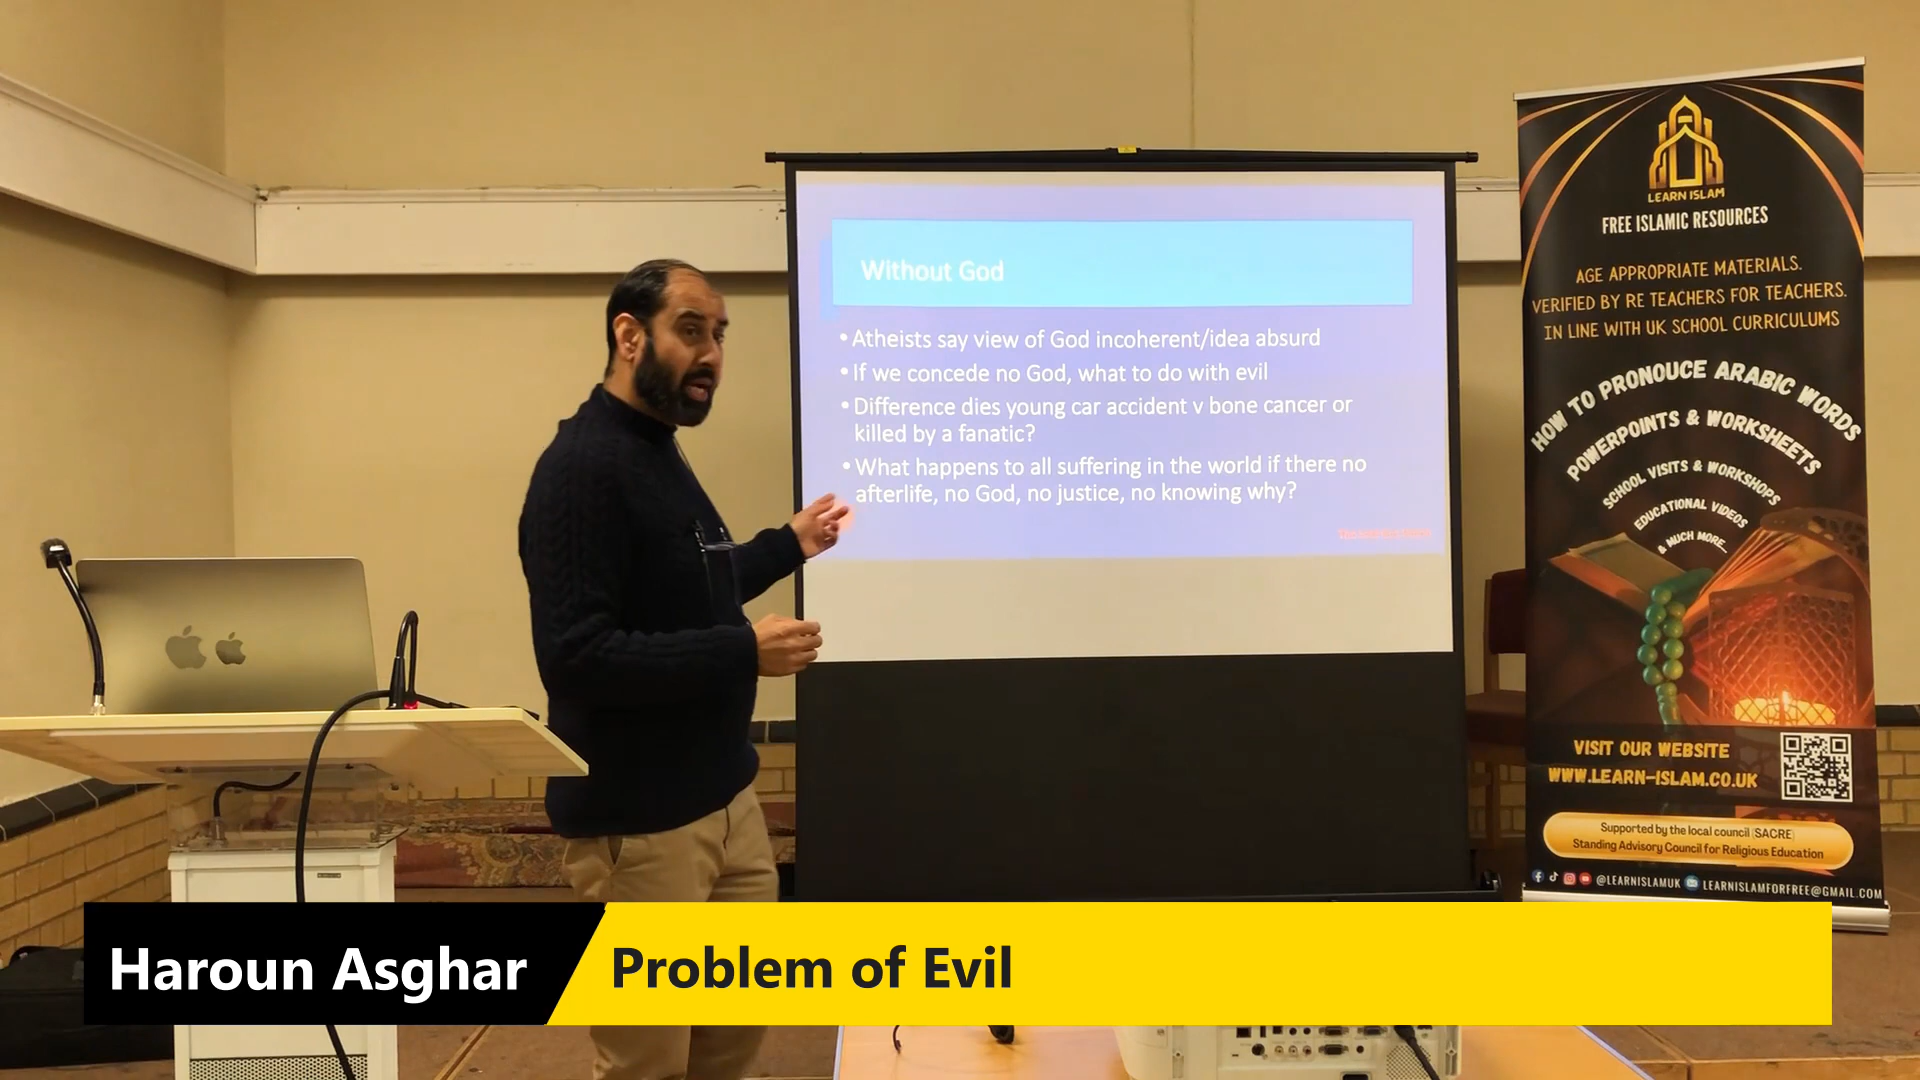 Without God
• Atheists say view of God incoherent/idea absurd
• If we concede no God, what to do with evil
• Difference dies young car accident v bone cancer or
killed by a fanatic?
• What happens to all suffering in the world if there no
afterlife, no God, no justice, no knowing why?
LEARN ISLAM
FREE ISLAMIC RESOURCES
AGE APPROPRIATE MATERIALS.
VERIFIED BY RE TEACHERS FOR TEACHERS.
IN LINE WITH UK SCHOOL CURRICULUMS
HOW TO PRONOUCE ARABIC WORDS
POWERPOINTS & WORKSHEETS
SCHOOL VISITS & WORKSHOPS
EDUCATIONAL VIDEOS
& MUCH MORE...
VISIT OUR WEBSITE
WWW.LEARN-ISLAM.CO.UK
Supported by the local council (SACRE)
Standing Advisory Council for Religious Education
@LEARNISLAMUK LEARNISLAMFORFREE@GMAIL.COM
Haroun Asghar
Problem of Evil